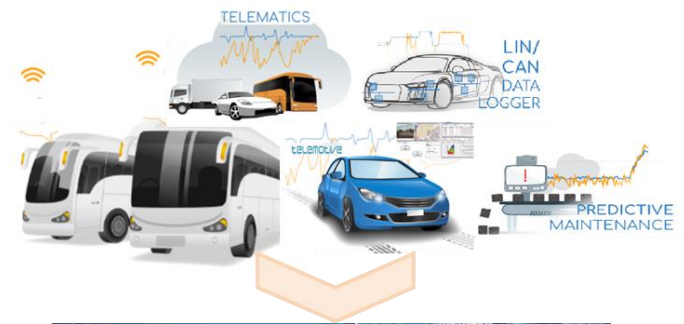 TELEMATICS
LIN/
CAN
DATA
LOGGER
telemotive
PREDICTIVE
MAINTENANCE